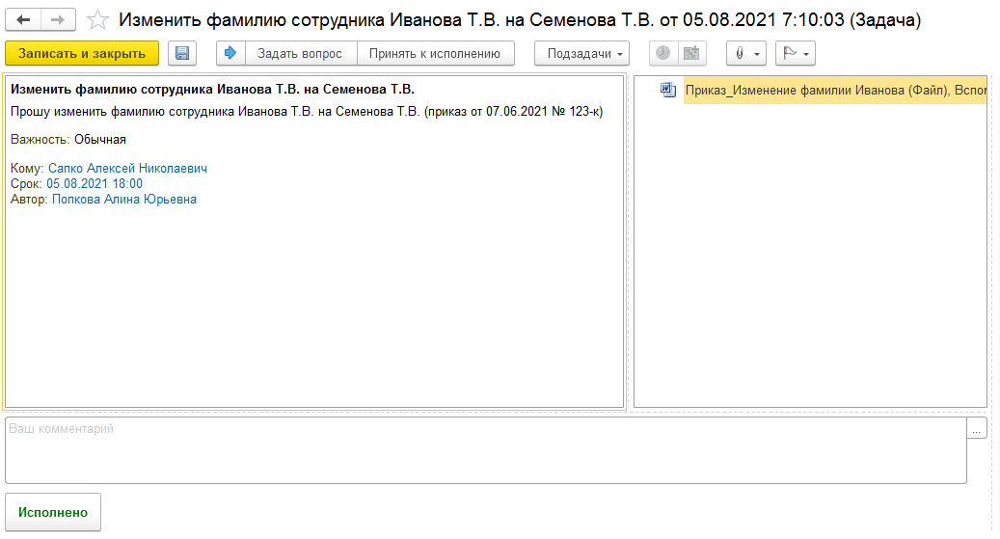 Изменить фамилию сотрудника Иванова Т.В. на Семенова Т.В. от 05.08.2021 7:10:03 (Задача)
Записать и закрыть Задать вопрос Принять к исполнению Подзадачи
Изменить фамилию сотрудника Иванова Т.В. на Семенова Т.В.
Прошу изменить фамилию сотрудника Иванова Т.В. на Семенова Т.В. (приказ от 07.06.2021 № 123-к)
Важность: Обычная
Кому: Сапко Алексей Николаевич
Срок: 05.08.2021 18:00
Автор: Попкова Алина Юрьевна
Приказ_Изменение фамилии Иванова (Файл), Вспом
Ваш комментарий
...
Исполнено